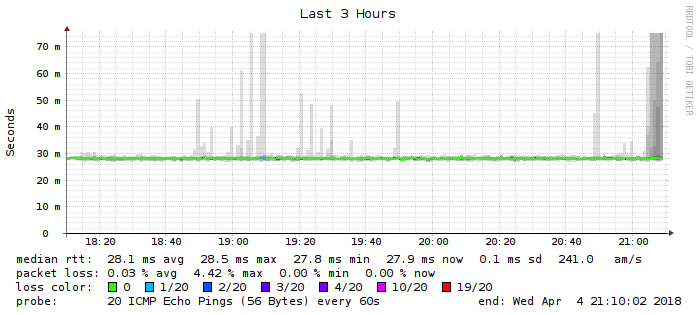 Last 3 Hours
RRDTOOL / TOBI OETIKER
Seconds
70 m
60 m
50 m
40 m
30 m
20 m
10 m
0
18:20 18:40 19:00 19:20 19:40 20:00 20:20 20:40 21:00
median rtt: 28.1 ms avg 28.5 ms max 27.8 ms min 27.9 ms now 0.1 ms sd 241.0 am/s
packet loss: 0.03 % avg 4.42 % max 0.00 % min 0.00 % now
loss color: 0 1/20 2/20 3/20 4/20 10/20 19/20
probe: 20 ICMP Echo Pings (56 Bytes) every 60s end: Wed Apr 4 21:10:02 2018